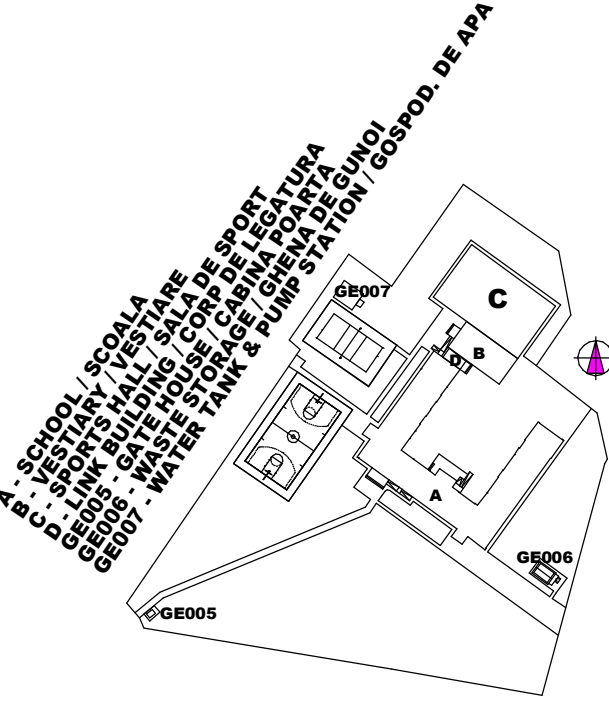 A - SCHOOL / SCOALA
B - VESTIARY / VESTIARE
C - SPORTS HALL / SALA DE SPORT
D - LINK BUILDING / CORP DE LEGATURA
GE005 - GATE HOUSE / CABINA POARTA
GE006 - WASTE STORAGE / GHENA DE GUNOI
GE007 - WATER TANK & PUMP STATION / GOSPOD. DE APA
GE007
C
B
D
A
GE006
GE005